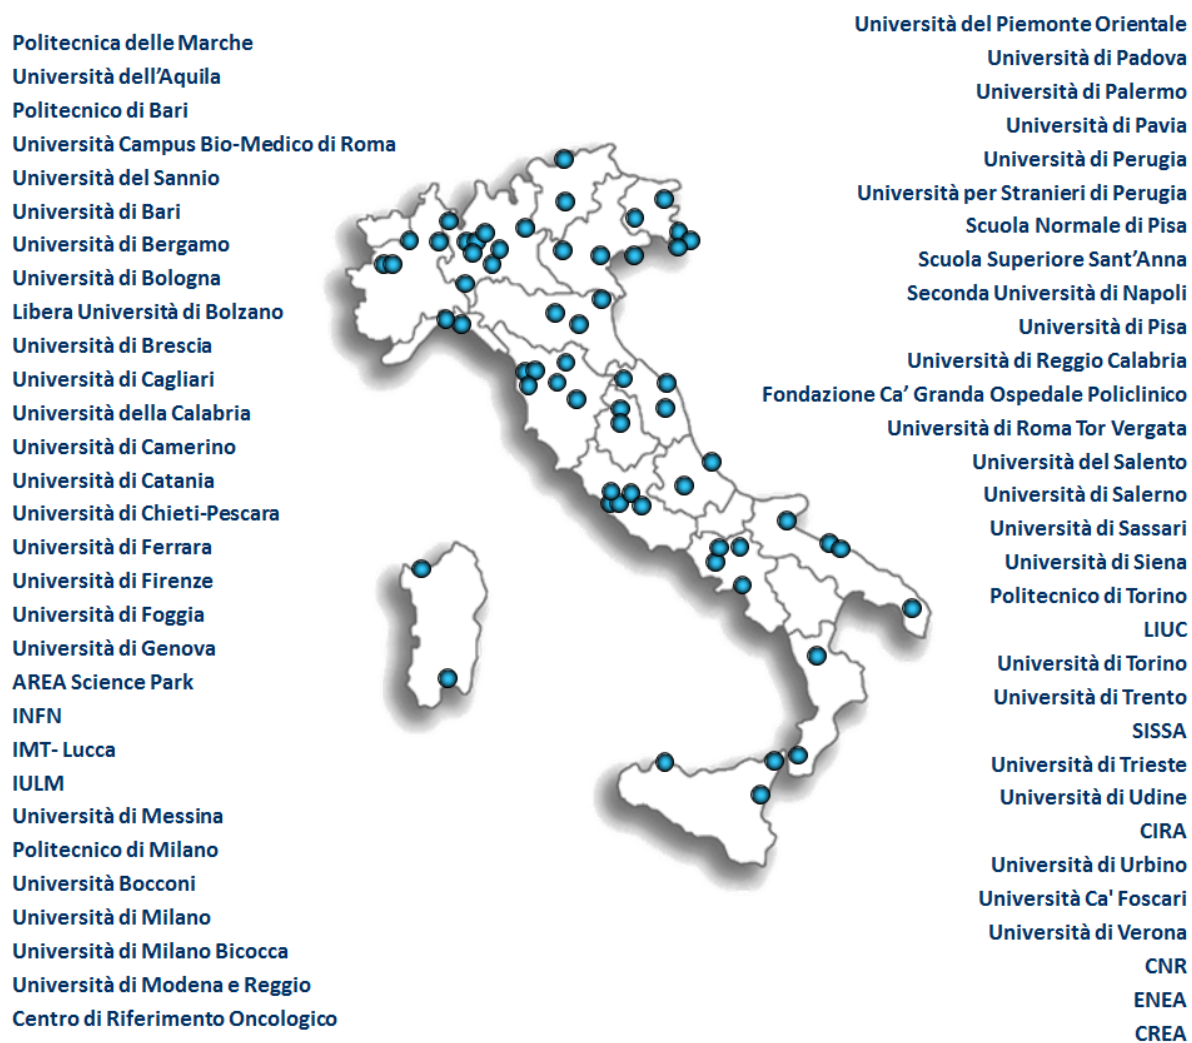 Politecnica delle Marche
Università dell’Aquila
Politecnico di Bari
Università Campus Bio-Medico di Roma
Università del Sannio
Università di Bari
Università di Bergamo
Università di Bologna
Libera Università di Bolzano
Università di Brescia
Università di Cagliari
Università della Calabria
Università di Camerino
Università di Catania
Università di Chieti-Pescara
Università di Ferrara
Università di Firenze
Università di Foggia
Università di Genova
AREA Science Park
INFN
IMT- Lucca
IULM
Università di Messina
Politecnico di Milano
Università Bocconi
Università di Milano
Università di Milano Bicocca
Università di Modena e Reggio
Centro di Riferimento Oncologico
Università del Piemonte Orientale
Università di Padova
Università di Palermo
Università di Pavia
Università di Perugia
Università per Stranieri di Perugia
Scuola Normale di Pisa
Scuola Superiore Sant’Anna
Seconda Università di Napoli
Università di Pisa
Università di Reggio Calabria
Fondazione Ca’ Granda Ospedale Policlinico
Università di Roma Tor Vergata
Università del Salento
Università di Salerno
Università di Sassari
Università di Siena
Politecnico di Torino
LIUC
Università di Torino
Università di Trento
SISSA
Università di Trieste
Università di Udine
CIRA
Università di Urbino
Università Ca' Foscari
Università di Verona
CNR
ENEA
CREA